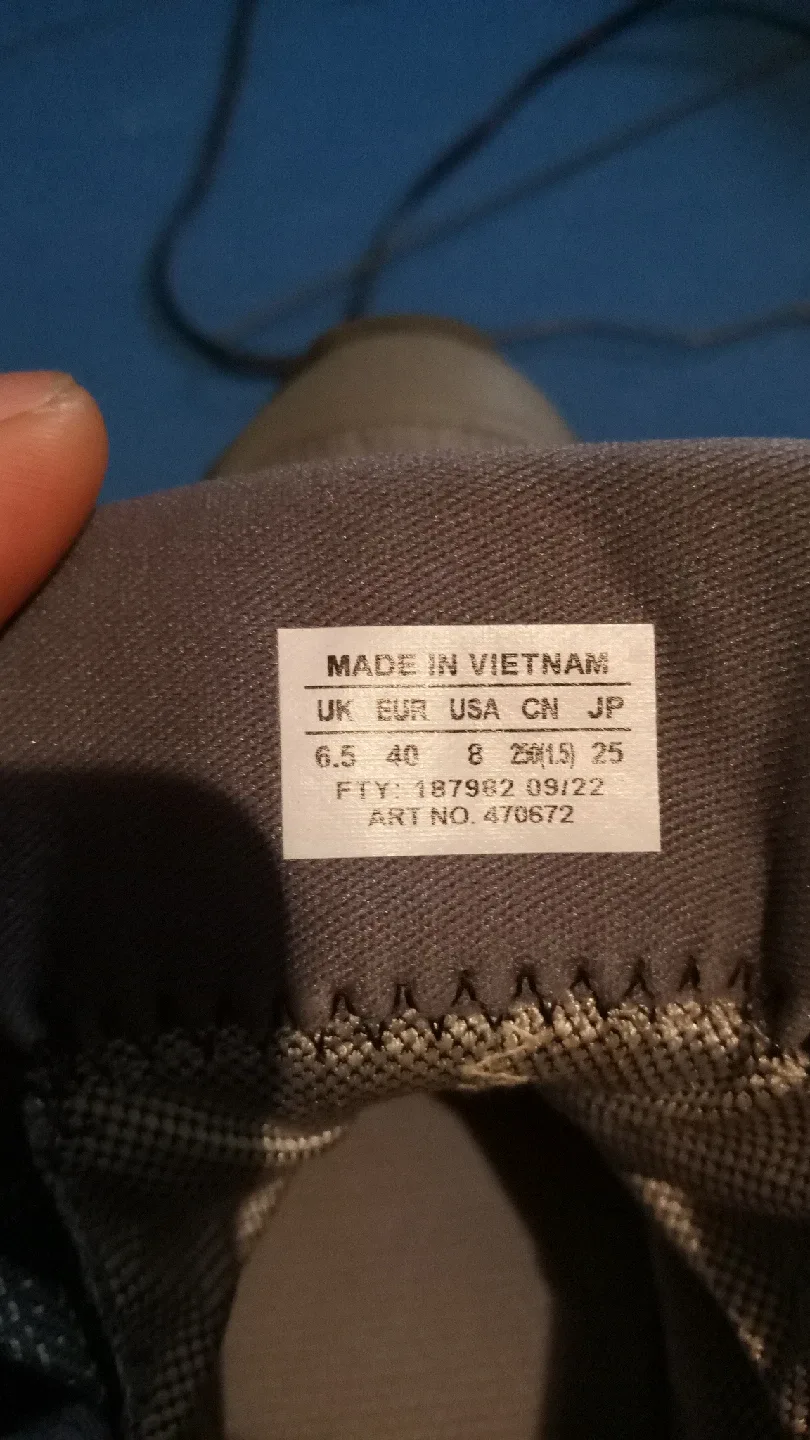 MADE IN VIETNAM
UK EUR USA CN JP
6.5 40 8 250(1.5) 25
FTY: 187982 09/22
ART NO. 470672